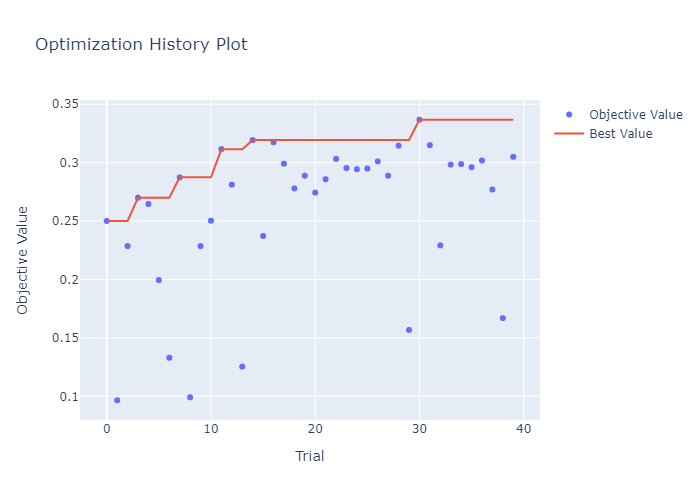 Optimization History Plot
0.35
0.3
0.25
0.2
0.15
0.1
Objective Value
0
10
20
30
40
Trial
Objective Value
Best Value